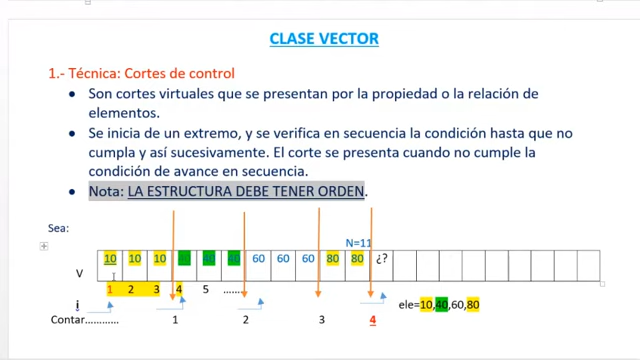 CLASE VECTOR
1.- Técnica: Cortes de control
• Son cortes virtuales que se presentan por la propiedad o la relación de
elementos.
• Se inicia de un extremo, y se verifica en secuencia la condición hasta que no
cumpla y así sucesivamente. El corte se presenta cuando no cumple la
condición de avance en secuencia.
• Nota: LA ESTRUCTURA DEBE TENER ORDEN.
Sea:
N=11
V 10 10 10 40 40 40 60 60 60 80 80 ¿?
i 1 2 3 4 5 ....... ele=10,40,60,80
Contar............ 1 2 3 4